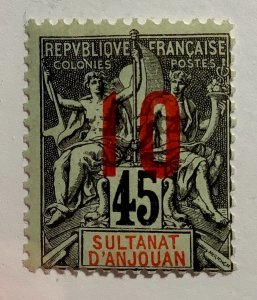 REPVBLIQVE FRANÇAISE
COLONIES POSTES
10
45
SULTANAT
D'ANJOUAN